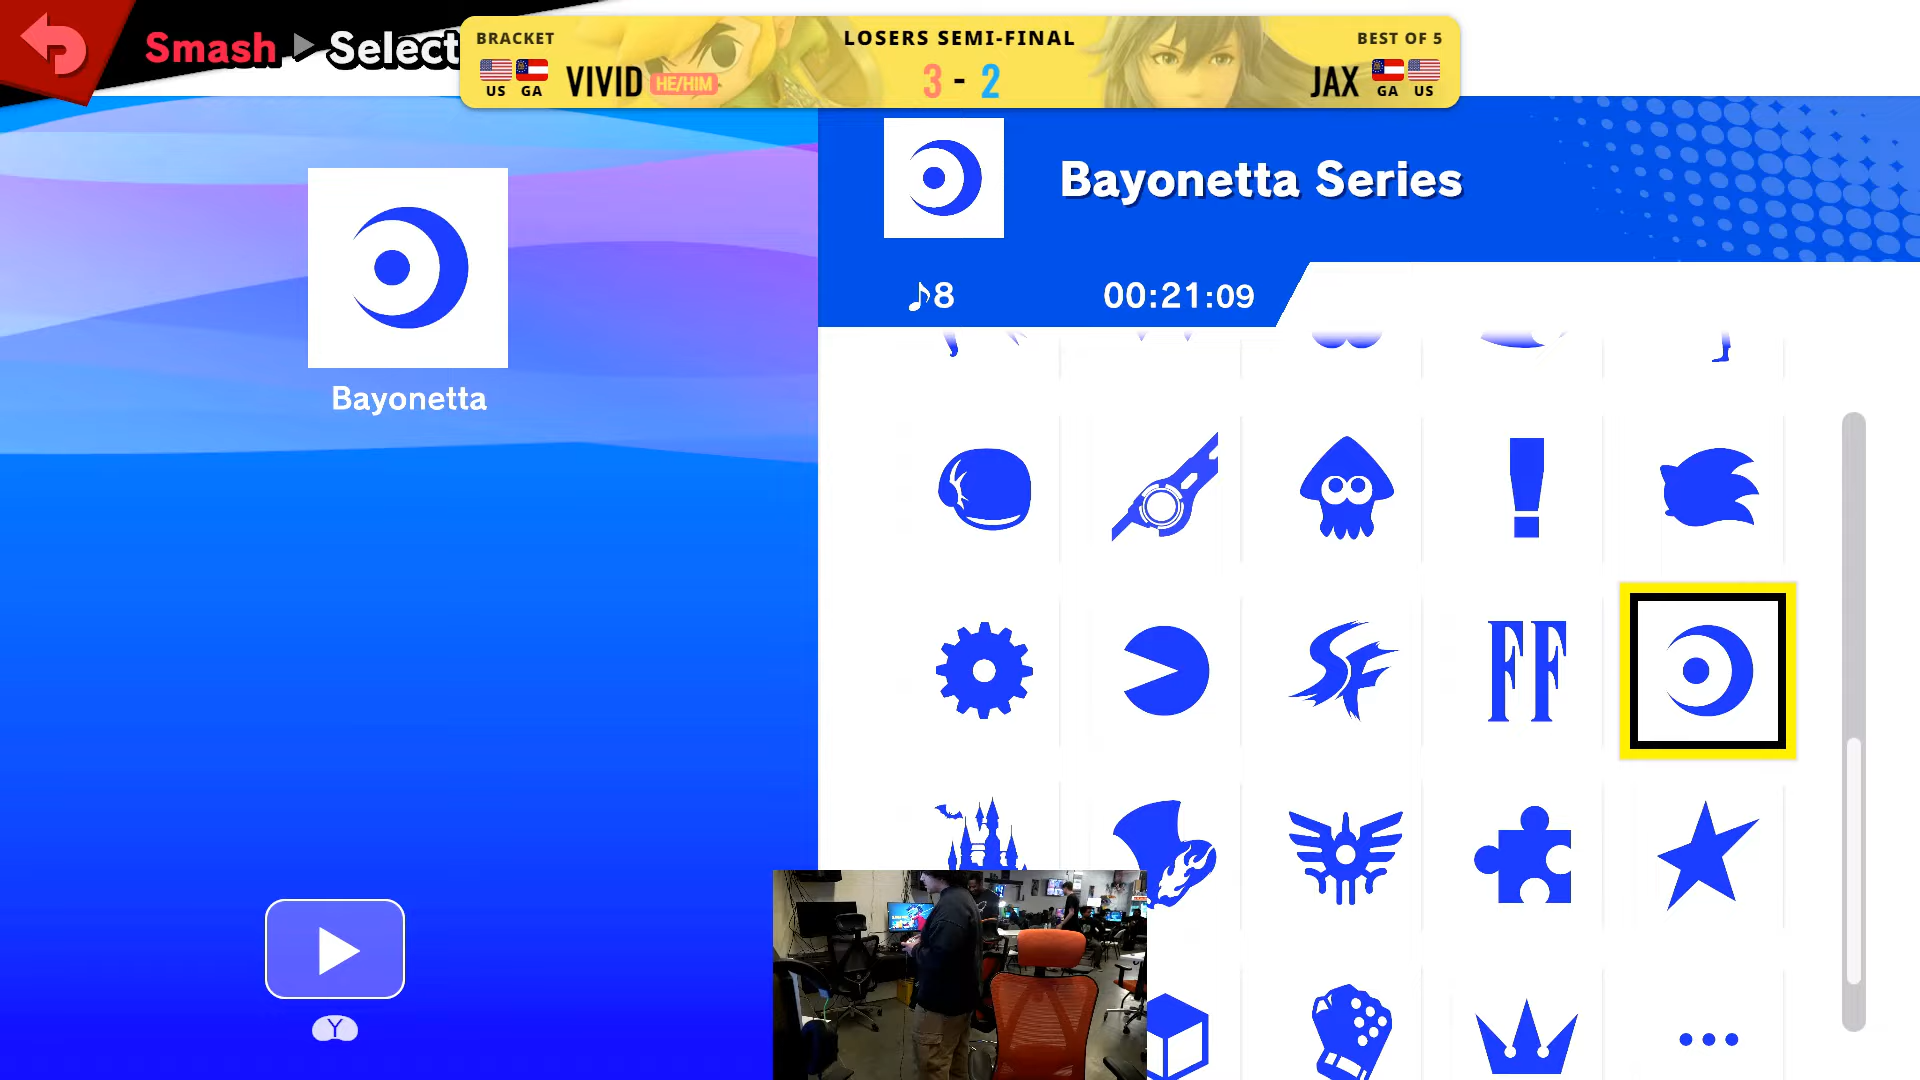 Smash ▶ Select
BRACKET
LOSERS SEMI-FINAL
BEST OF 5
US GA
VIVID HE/HIM
3 - 2
JAX
GA US
Bayonetta Series
♪8
00:21:09
Bayonetta
SF
FF
Y